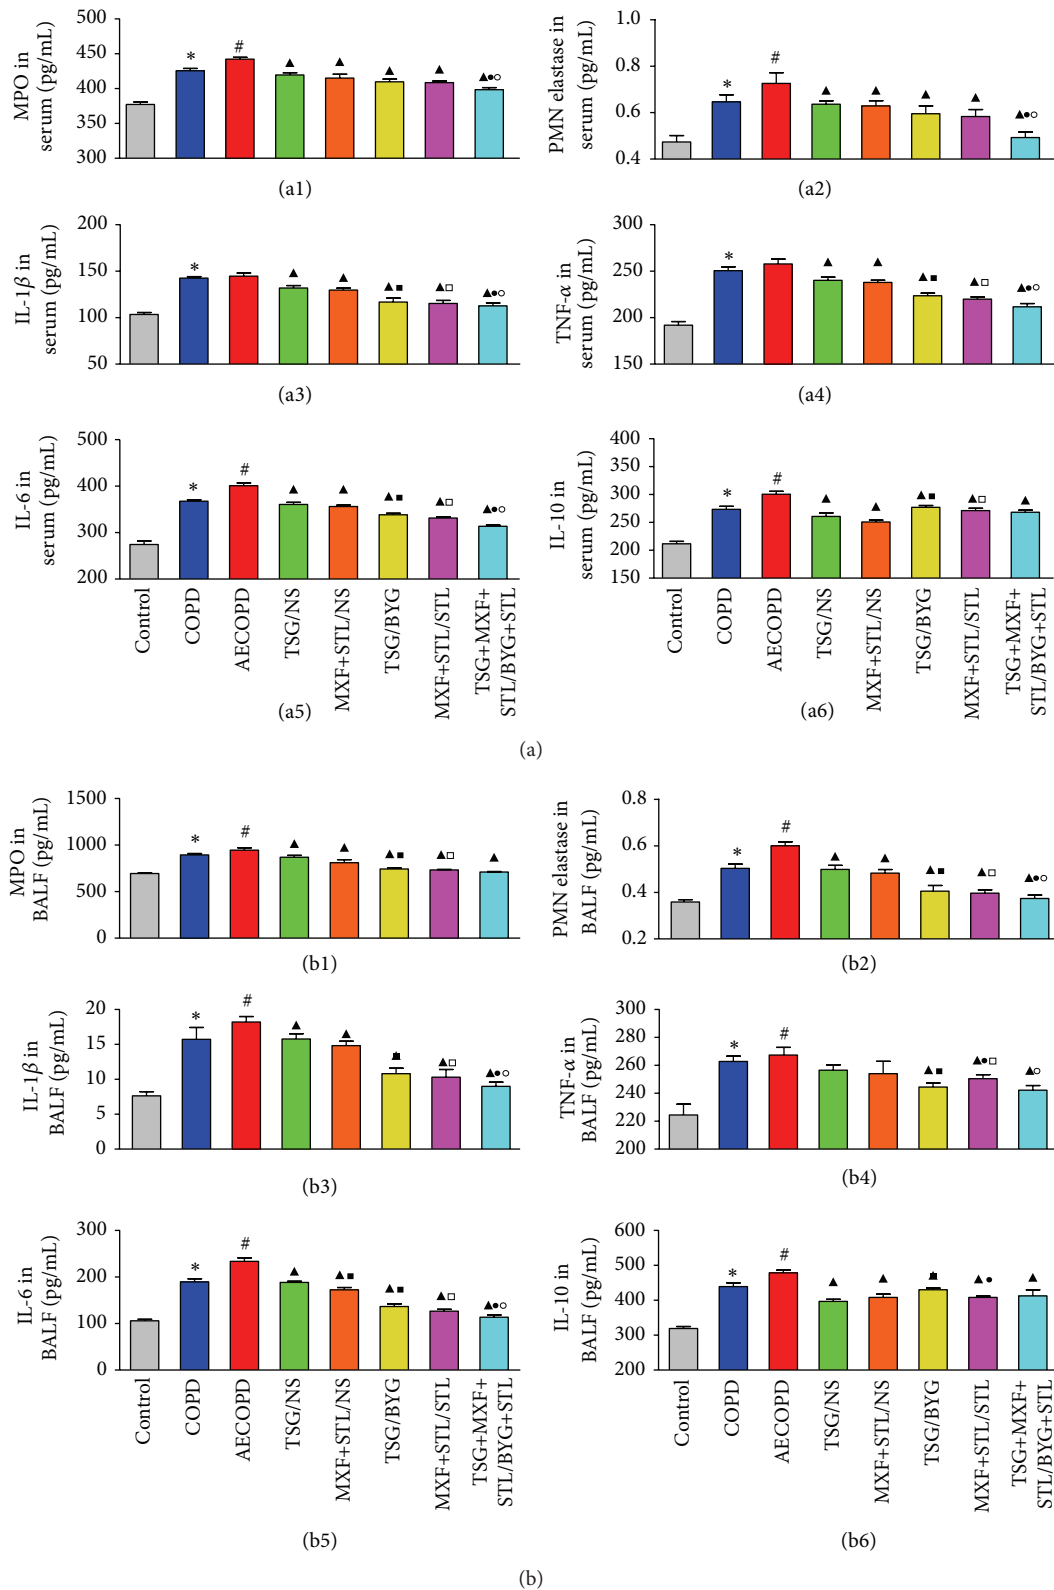 MPO in
serum (pg/mL)
500
450
400
350
300
*
#
▲
▲
▲
▲
▲●○
(a1)
PMN elastase in
serum (pg/mL)
1.0
0.8
0.6
0.4
*
#
▲
▲
▲
▲
▲●○
(a2)
IL-1β in
serum (pg/mL)
200
150
100
50
*
▲
▲
▲■
▲□
▲●○
(a3)
TNF-α in
serum (pg/mL)
300
250
200
150
*
▲
▲
▲■
▲□
▲●○
(a4)
IL-6 in
serum (pg/mL)
500
400
300
200
*
#
▲
▲
▲■
▲□
▲●○
Control
COPD
AECOPD
TSG/NS
MXF+STL/NS
TSG/BYG
MXF+STL/STL
TSG+MXF+
STL/BYG+STL
(a5)
IL-10 in
serum (pg/mL)
400
350
300
250
200
150
*
#
▲
▲
▲■
▲□
▲
Control
COPD
AECOPD
TSG/NS
MXF+STL/NS
TSG/BYG
MXF+STL/STL
TSG+MXF+
STL/BYG+STL
(a6)
(a)
MPO in
BALF (pg/mL)
1500
1000
500
0
*
#
▲
▲
▲■
▲□
▲
(b1)
PMN elastase in
BALF (pg/mL)
0.8
0.6
0.4
0.2
*
#
▲
▲
▲■
▲□
▲●○
(b2)
IL-1β in
BALF (pg/mL)
20
15
10
5
0
*
#
▲
▲
▲■
▲□
▲●○
(b3)
TNF-α in
BALF (pg/mL)
300
280
260
240
220
200
*
#
▲■
▲●□
▲○
(b4)
IL-6 in
BALF (pg/mL)
300
200
100
0
*
#
▲
▲■
▲■
▲□
▲●○
Control
COPD
AECOPD
TSG/NS
MXF+STL/NS
TSG/BYG
MXF+STL/STL
TSG+MXF+
STL/BYG+STL
(b5)
IL-10 in
BALF (pg/mL)
600
500
400
300
200
*
#
▲
▲
▲■
▲●
▲
Control
COPD
AECOPD
TSG/NS
MXF+STL/NS
TSG/BYG
MXF+STL/STL
TSG+MXF+
STL/BYG+STL
(b6)
(b)